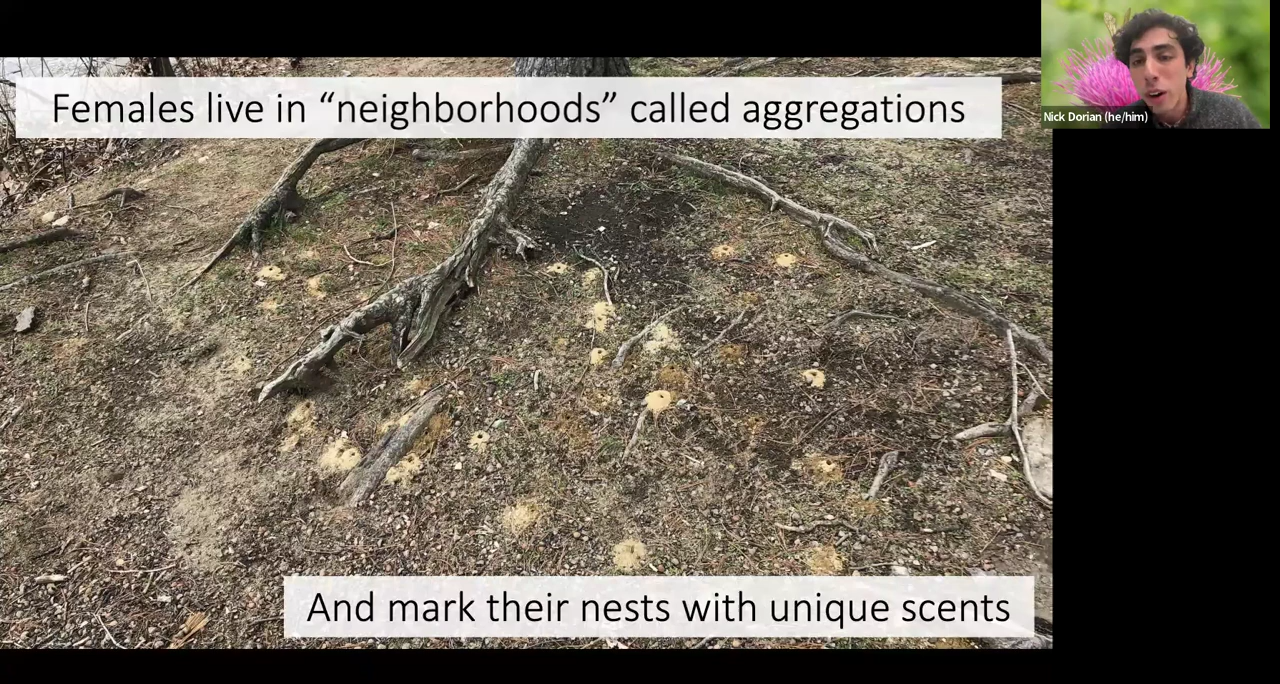 Females live in “neighborhoods” called aggregations
Nick Dorian (he/him)
And mark their nests with unique scents